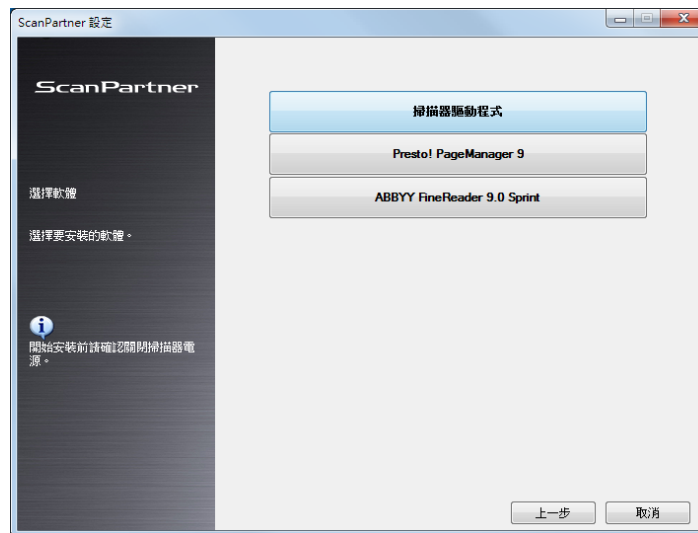 ScanPartner 設定
ScanPartner
選擇軟體
選擇要安裝的軟體。
開始安裝前請確認關閉掃描器電
源。
掃描器驅動程式
Presto! PageManager 9
ABBYY FineReader 9.0 Sprint
上一步
取消